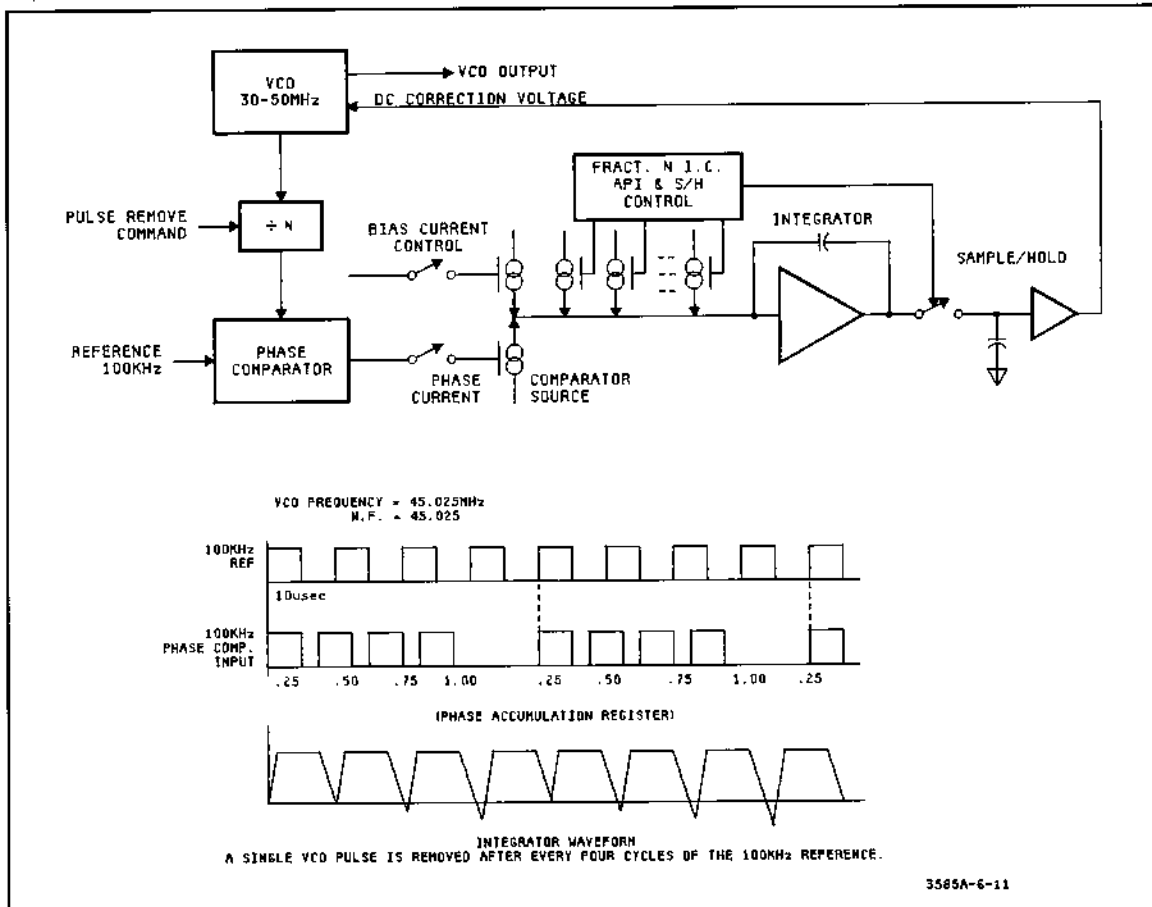 VCO
30-50MHz
VCO OUTPUT
DC CORRECTION VOLTAGE
FRACT. N I.C.
API & S/H
CONTROL
PULSE REMOVE
COMMAND
÷ N
BIAS CURRENT
CONTROL
INTEGRATOR
SAMPLE/HOLD
REFERENCE
100KHz
PHASE
COMPARATOR
PHASE
CURRENT
COMPARATOR
SOURCE
VCO FREQUENCY = 45.025MHz
N.F. = 45.025
100KHz
REF
10usec
100KHz
PHASE COMP.
INPUT
.25 .50 .75 1.00 .25 .50 .75 1.00 .25
(PHASE ACCUMULATION REGISTER)
INTEGRATOR WAVEFORM
A SINGLE VCO PULSE IS REMOVED AFTER EVERY FOUR CYCLES OF THE 100KHz REFERENCE.
3585A-6-11